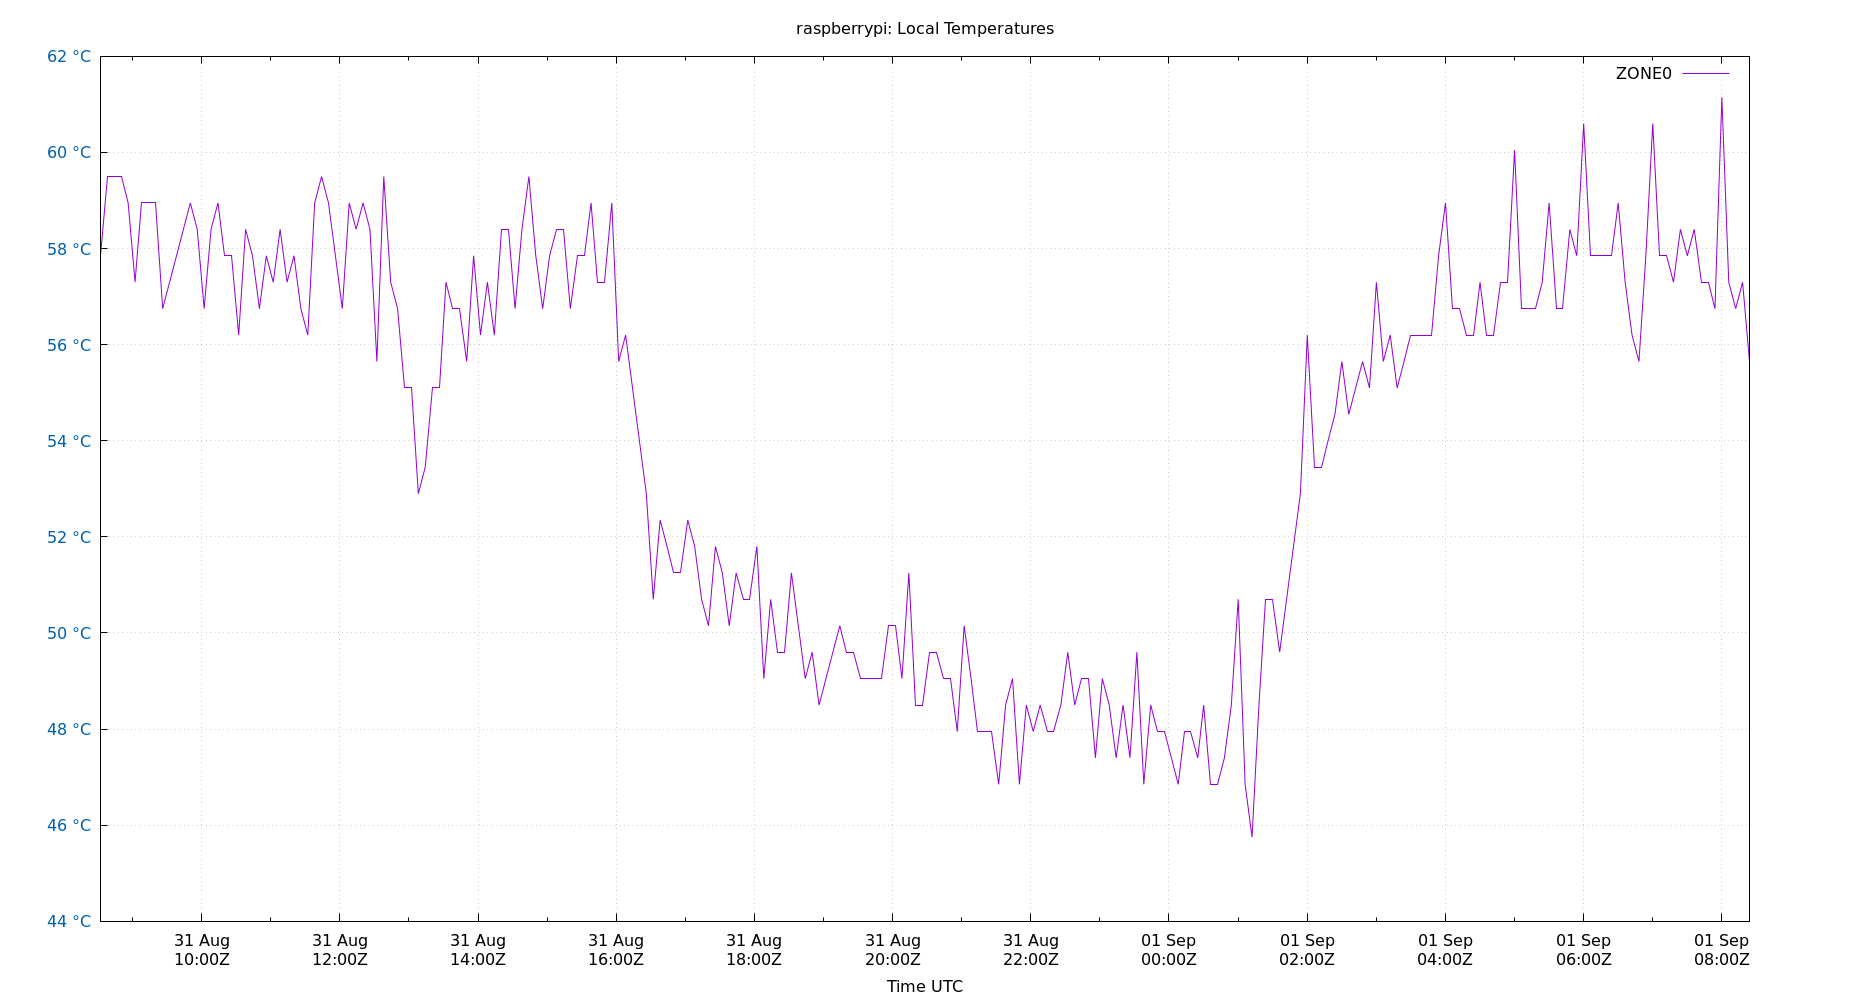 raspberrypi: Local Temperatures
62 °C
ZONE0
60 °C
58 °C
56 °C
54 °C
52 °C
50 °C
48 °C
46 °C
44 °C
31 Aug 31 Aug 31 Aug 31 Aug 31 Aug 31 Aug 31 Aug 01 Sep 01 Sep 01 Sep 01 Sep 01 Sep
10:00Z 12:00Z 14:00Z 16:00Z 18:00Z 20:00Z 22:00Z 00:00Z 02:00Z 04:00Z 06:00Z 08:00Z
Time UTC